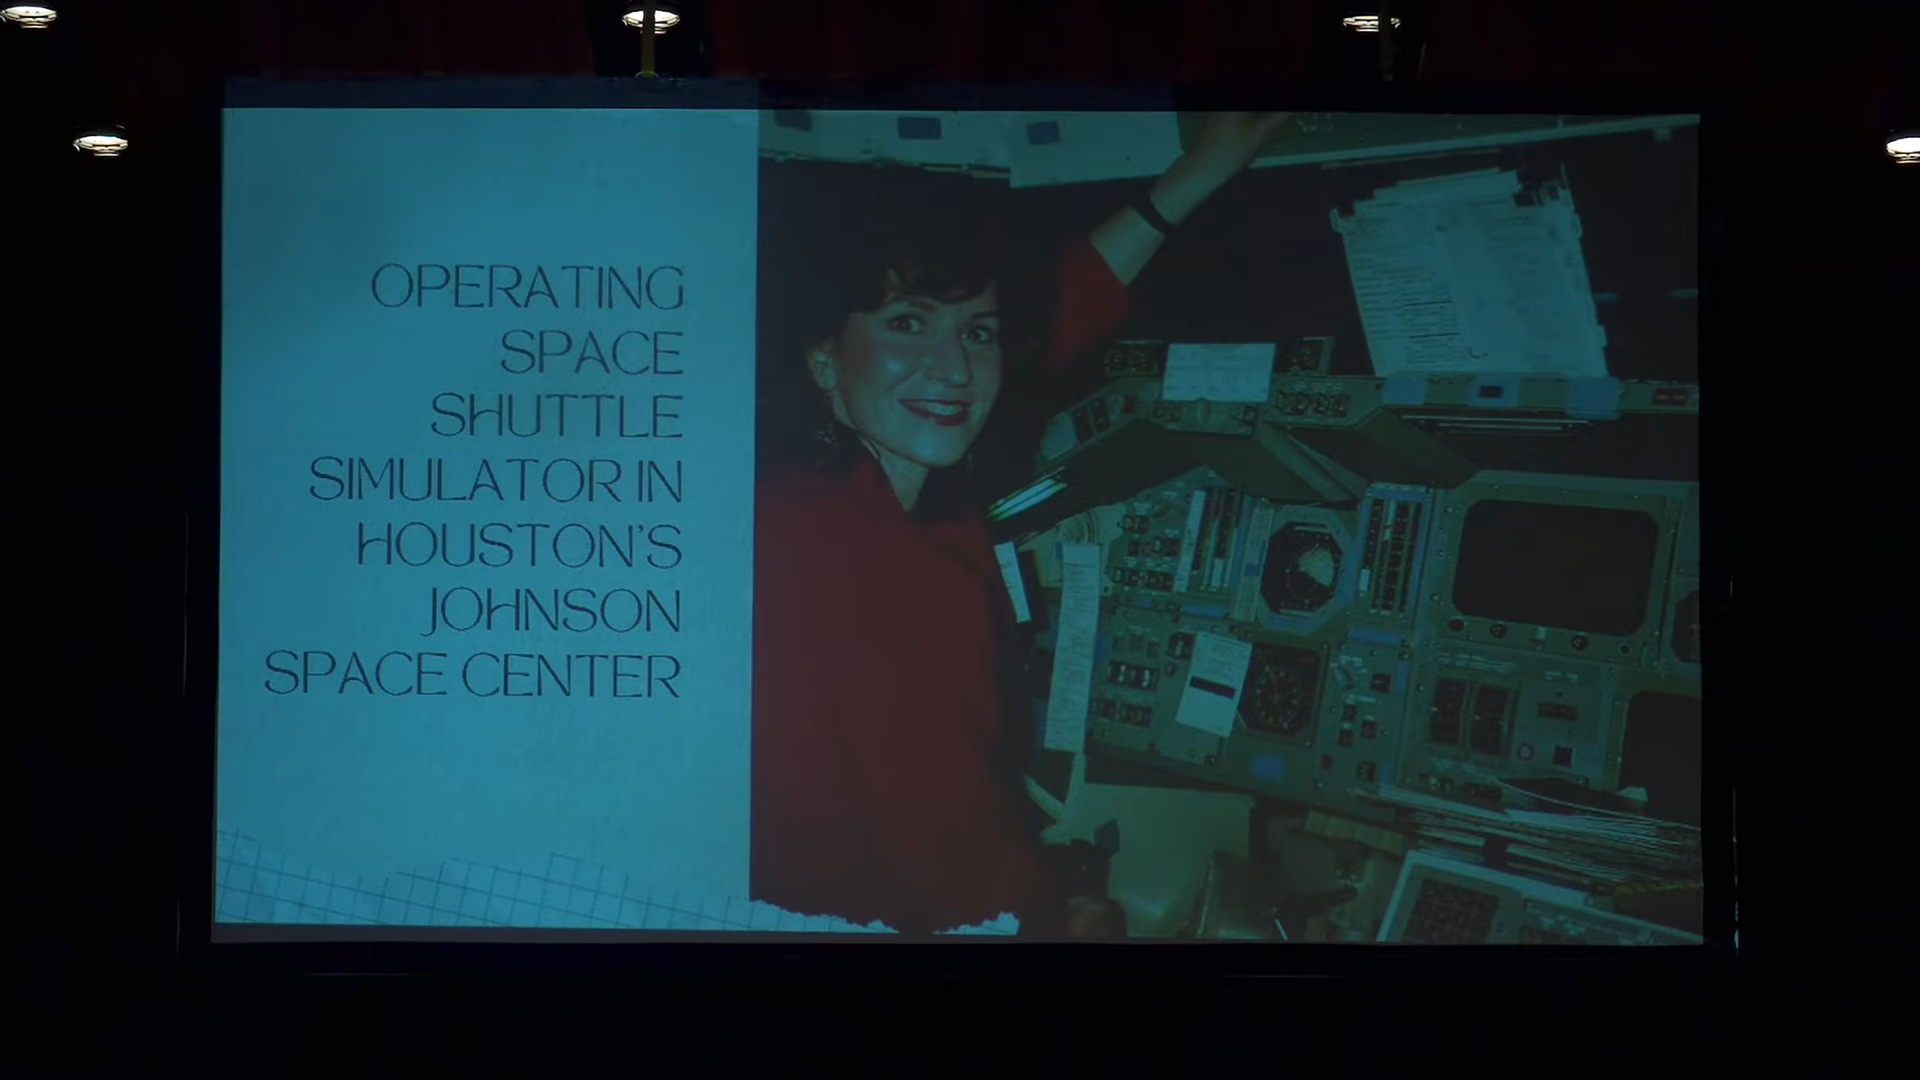 OPERATING
SPACE
SHUTTLE
SIMULATOR IN
HOUSTON'S
JOHNSON
SPACE CENTER